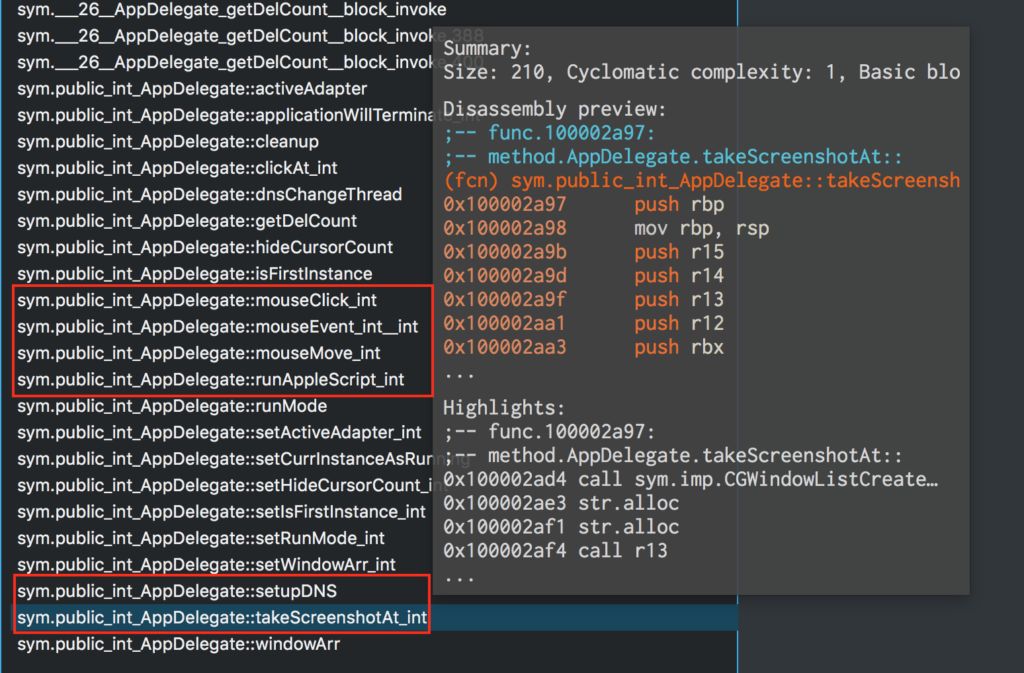 sym.___26__AppDelegate_getDelCount__block_invoke
sym.___26__AppDelegate_getDelCount__block_invoke_388
sym.___26__AppDelegate_getDelCount__block_invoke_400
sym.public_int_AppDelegate::activeAdapter
sym.public_int_AppDelegate::applicationWillTerminate_int
sym.public_int_AppDelegate::cleanup
sym.public_int_AppDelegate::clickAt_int
sym.public_int_AppDelegate::dnsChangeThread
sym.public_int_AppDelegate::getDelCount
sym.public_int_AppDelegate::hideCursorCount
sym.public_int_AppDelegate::isFirstInstance
sym.public_int_AppDelegate::mouseClick_int
sym.public_int_AppDelegate::mouseEvent_int__int
sym.public_int_AppDelegate::mouseMove_int
sym.public_int_AppDelegate::runAppleScript_int
sym.public_int_AppDelegate::runMode
sym.public_int_AppDelegate::setActiveAdapter_int
sym.public_int_AppDelegate::setCurrInstanceAsRunning
sym.public_int_AppDelegate::setHideCursorCount_in
sym.public_int_AppDelegate::setIsFirstInstance_int
sym.public_int_AppDelegate::setRunMode_int
sym.public_int_AppDelegate::setWindowArr_int
sym.public_int_AppDelegate::setupDNS
sym.public_int_AppDelegate::takeScreenshotAt_int
sym.public_int_AppDelegate::windowArr
Summary:
Size: 210, Cyclomatic complexity: 1, Basic blo
Disassembly preview:
;-- func.100002a97:
;-- method.AppDelegate.takeScreenshotAt::
(fcn) sym.public_int_AppDelegate::takeScreensh
0x100002a97 push rbp
0x100002a98 mov rbp, rsp
0x100002a9b push r15
0x100002a9d push r14
0x100002a9f push r13
0x100002aa1 push r12
0x100002aa3 push rbx
...
Highlights:
;-- func.100002a97:
;-- method.AppDelegate.takeScreenshotAt::
0x100002ad4 call sym.imp.CGWindowListCreate…
0x100002ae3 str.alloc
0x100002af1 str.alloc
0x100002af4 call r13
...